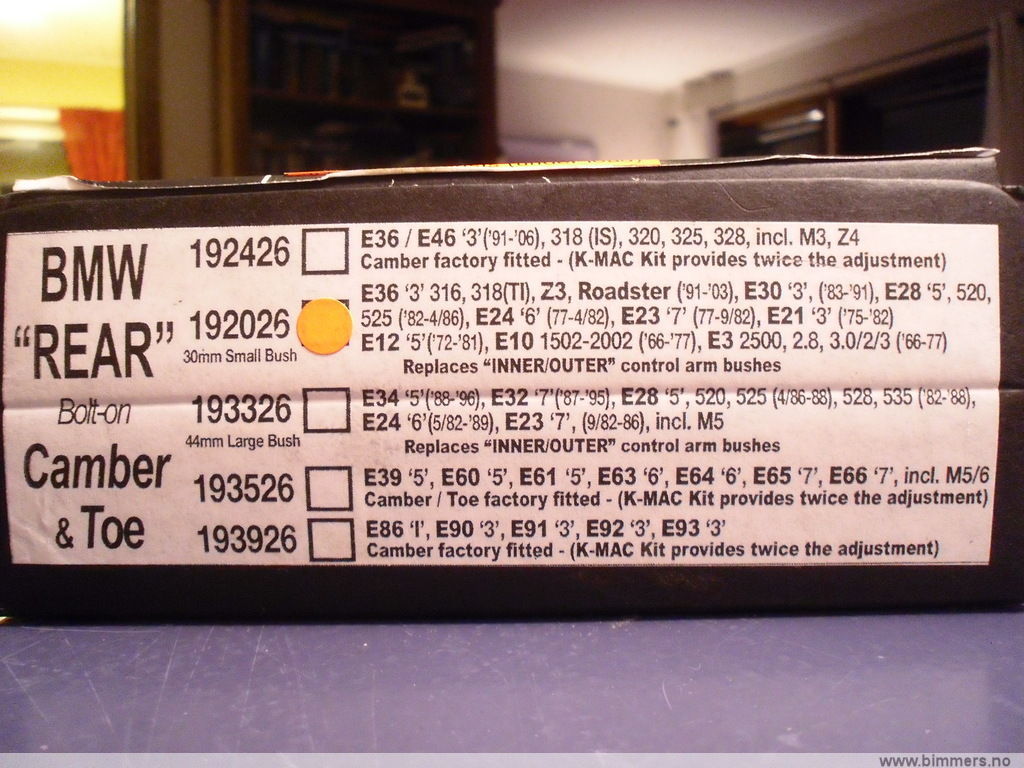 BMW
"REAR"
Bolt-on
Camber
& Toe
192426
E36 / E46 '3'('91-'06), 318 (IS), 320, 325, 328, incl. M3, Z4
Camber factory fitted - (K-MAC Kit provides twice the adjustment)
192026
30mm Small Bush
E36 '3' 316, 318(TI), Z3, Roadster ('91-'03), E30 '3', ('83-'91), E28 '5', 520,
525 ('82-4/86), E24 '6' (77-4/82), E23 '7' (77-9/82), E21 '3' ('75-'82)
E12 '5'('72-'81), E10 1502-2002 ('66-'77), E3 2500, 2.8, 3.0/2/3 ('66-77)
Replaces "INNER/OUTER" control arm bushes
193326
44mm Large Bush
E34 '5'('88-'96), E32 '7'('87-'95), E28 '5', 520, 525 (4/86-88), 528, 535 ('82-'88),
E24 '6'(5/82-'89), E23 '7', (9/82-86), incl. M5
Replaces "INNER/OUTER" control arm bushes
193526
E39 '5', E60 '5', E61 '5', E63 '6', E64 '6', E65 '7', E66 '7', incl. M5/6
Camber / Toe factory fitted - (K-MAC Kit provides twice the adjustment)
193926
E86 'I', E90 '3', E91 '3', E92 '3', E93 '3'
Camber factory fitted - (K-MAC Kit provides twice the adjustment)
www.bimmers.no